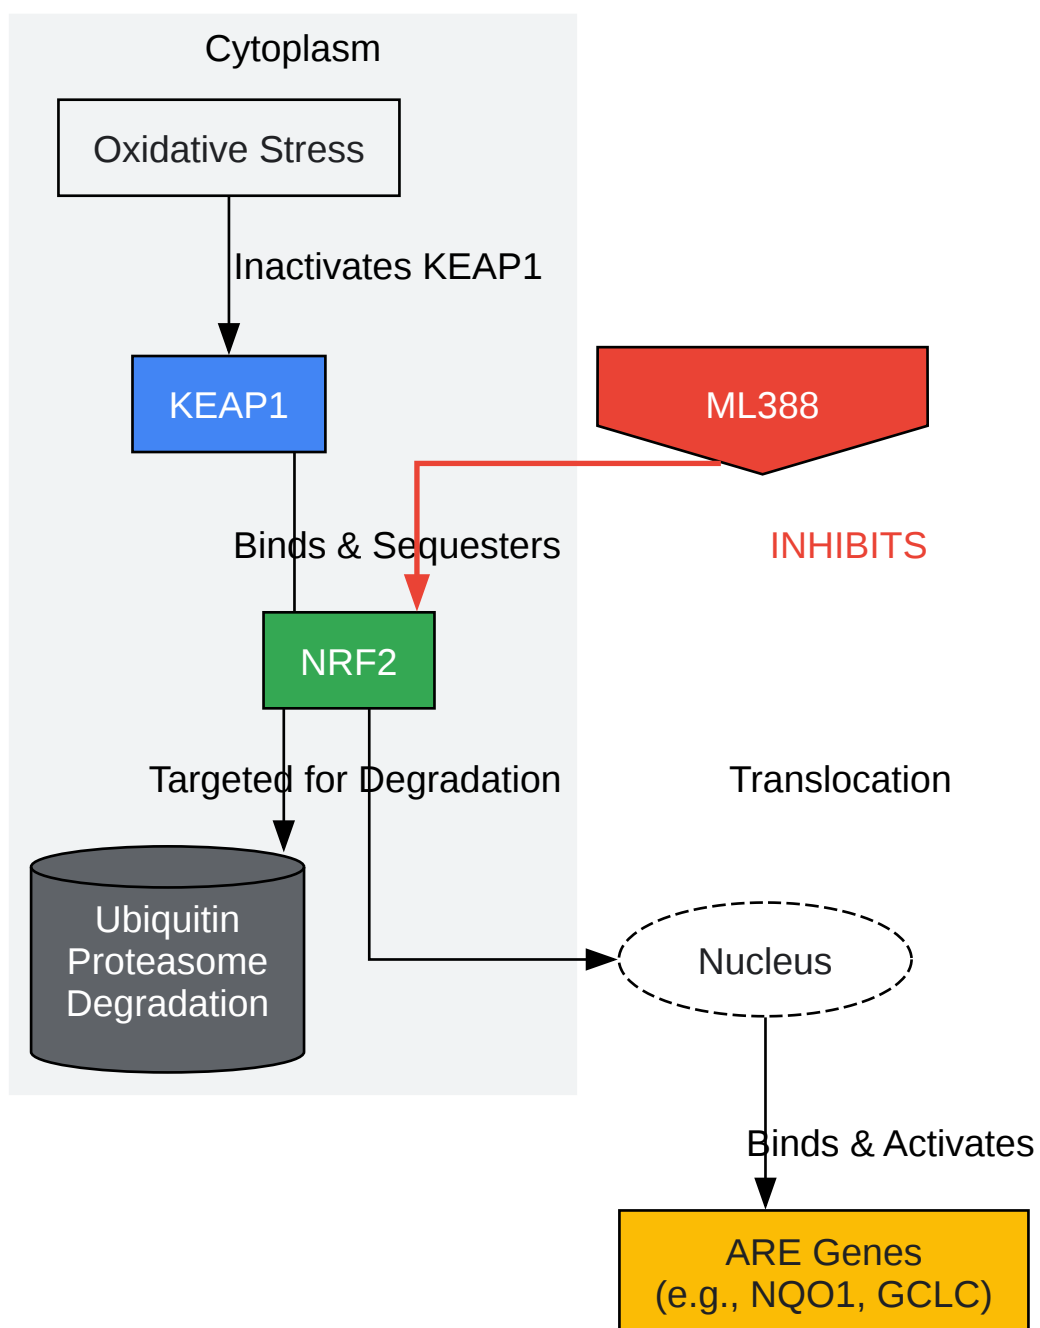 Cytoplasm
Oxidative Stress
Inactivates KEAP1
KEAP1
ML388
Binds & Sequesters
INHIBITS
NRF2
Targeted for Degradation
Translocation
Ubiquitin
Proteasome
Degradation
Nucleus
Binds & Activates
ARE Genes
(e.g., NQO1, GCLC)